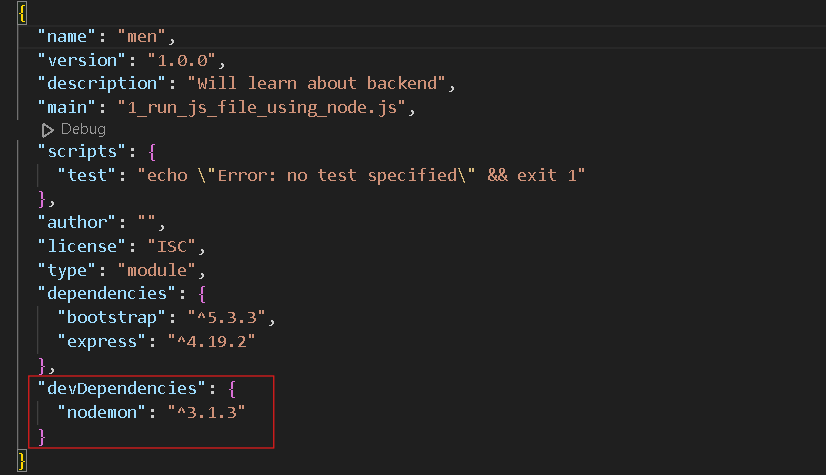 {
"name": "men",
"version": "1.0.0",
"description": "Will learn about backend",
"main": "1_run_js_file_using_node.js",
Debug
"scripts": {
"test": "echo \"Error: no test specified\" && exit 1"
},
"author": "",
"license": "ISC",
"type": "module",
"dependencies": {
"bootstrap": "^5.3.3",
"express": "^4.19.2"
},
"devDependencies": {
"nodemon": "^3.1.3"
}
}